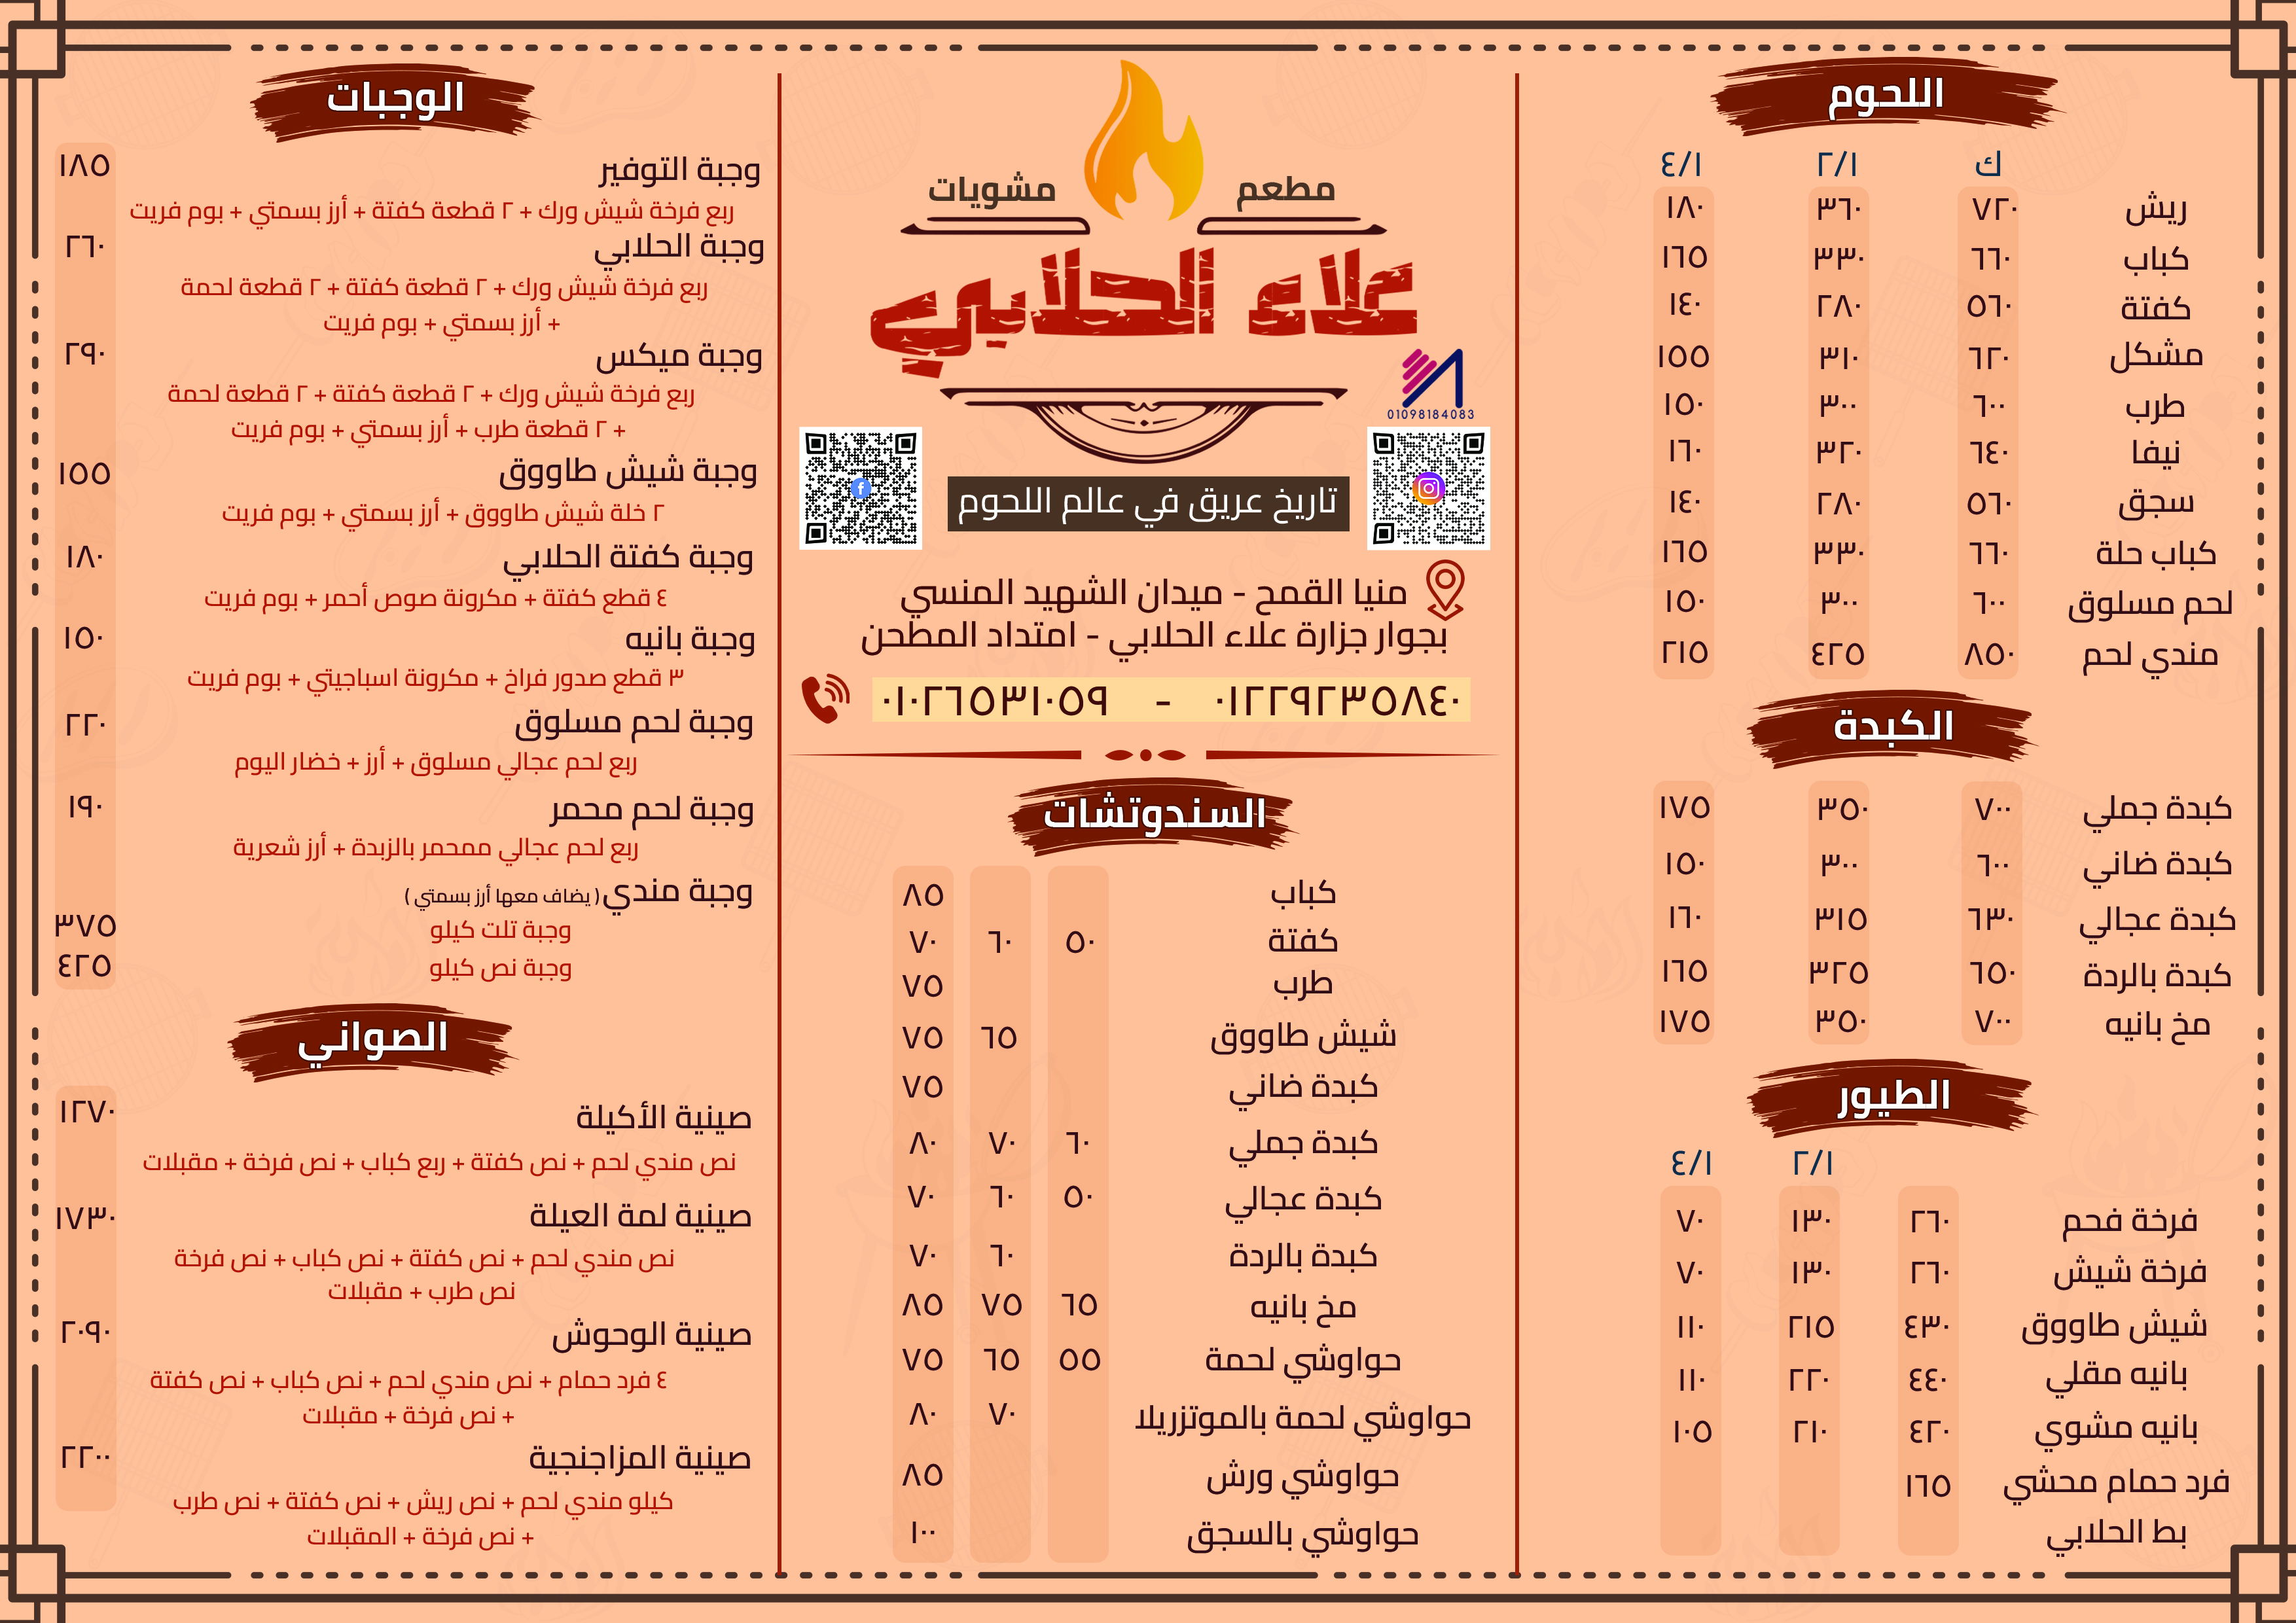 اللحوم
ك ٢/١ ٤/١
ريش ٧٢٠ ٣٦٠ ١٨٠
كباب ٦٦٠ ٣٣٠ ١٦٥
كفتة ٥٦٠ ٢٨٠ ١٤٠
مشكل ٦٢٠ ٣١٠ ١٥٥
طرب ٦٠٠ ٣٠٠ ١٥٠
نيفا ٦٤٠ ٣٢٠ ١٦٠
سجق ٥٦٠ ٢٨٠ ١٤٠
كباب حلة ٦٦٠ ٣٣٠ ١٦٥
لحم مسلوق ٦٠٠ ٣٠٠ ١٥٠
مندي لحم ٨٥٠ ٤٢٥ ٢١٥
الكبدة
كبدة جملي ٧٠٠ ٣٥٠ ١٧٥
كبدة ضاني ٦٠٠ ٣٠٠ ١٥٠
كبدة عجالي ٦٣٠ ٣١٥ ١٦٠
كبدة بالردة ٦٥٠ ٣٢٥ ١٦٥
مخ بانيه ٧٠٠ ٣٥٠ ١٧٥
الطيور
٢/١ ٤/١
فرخة فحم ٢٦٠ ١٣٠ ٧٠
فرخة شيش ٢٦٠ ١٣٠ ٧٠
شيش طاووق ٤٣٠ ٢١٥ ١١٠
بانيه مقلي ٤٤٠ ٢٢٠ ١١٠
بانيه مشوي ٤٢٠ ٢١٠ ١٠٥
فرد حمام محشي ١٦٥
بط الحلابي
مطعم مشويات
علاء الحلابي
01098184083
تاريخ عريق في عالم اللحوم
منيا القمح - ميدان الشهيد المنسي
بجوار جزارة علاء الحلابي - امتداد المطحن
٠١٠٢٦٥٣١٠٥٩ - ٠١٢٢٩٢٣٥٨٤٠
السندوتشات
كباب ٨٥
كفتة ٥٠ ٦٠ ٧٠
طرب ٧٥
شيش طاووق ٦٥ ٧٥
كبدة ضاني ٧٥
كبدة جملي ٦٠ ٧٠ ٨٠
كبدة عجالي ٥٠ ٦٠ ٧٠
كبدة بالردة ٦٠ ٧٠
مخ بانيه ٦٥ ٧٥ ٨٥
حواوشي لحمة ٥٥ ٦٥ ٧٥
حواوشي لحمة بالموتزريلا ٧٠ ٨٠
حواوشي ورش ٨٥
حواوشي بالسجق ١٠٠
الوجبات
وجبة التوفير ١٨٥
ربع فرخة شيش ورك + ٢ قطعة كفتة + أرز بسمتي + بوم فريت
وجبة الحلابي ٢٦٠
ربع فرخة شيش ورك + ٢ قطعة كفتة + ٢ قطعة لحمة
+ أرز بسمتي + بوم فريت
وجبة ميكس ٢٩٠
ربع فرخة شيش ورك + ٢ قطعة كفتة + ٢ قطعة لحمة
+ ٢ قطعة طرب + أرز بسمتي + بوم فريت
وجبة شيش طاووق ١٥٥
٢ خلة شيش طاووق + أرز بسمتي + بوم فريت
وجبة كفتة الحلابي ١٨٠
٤ قطع كفتة + مكرونة صوص أحمر + بوم فريت
وجبة بانيه ١٥٠
٣ قطع صدور فراخ + مكرونة اسباجيتي + بوم فريت
وجبة لحم مسلوق ٢٢٠
ربع لحم عجالي مسلوق + أرز + خضار اليوم
وجبة لحم محمر ١٩٠
ربع لحم عجالي ممحمر بالزبدة + أرز شعرية
وجبة مندي ( يضاف معها أرز بسمتي )
وجبة تلت كيلو ٣٧٥
وجبة نص كيلو ٤٢٥
الصواني
صينية الأكيلة ١٢٧٠
نص مندي لحم + نص كفتة + ربع كباب + نص فرخة + مقبلات
صينية لمة العيلة ١٧٣٠
نص مندي لحم + نص كفتة + نص كباب + نص فرخة
نص طرب + مقبلات
صينية الوحوش ٢٠٩٠
٤ فرد حمام + نص مندي لحم + نص كباب + نص كفتة
+ نص فرخة + مقبلات
صينية المزاجنجية ٢٢٠٠
كيلو مندي لحم + نص ريش + نص كفتة + نص طرب
+ نص فرخة + المقبلات